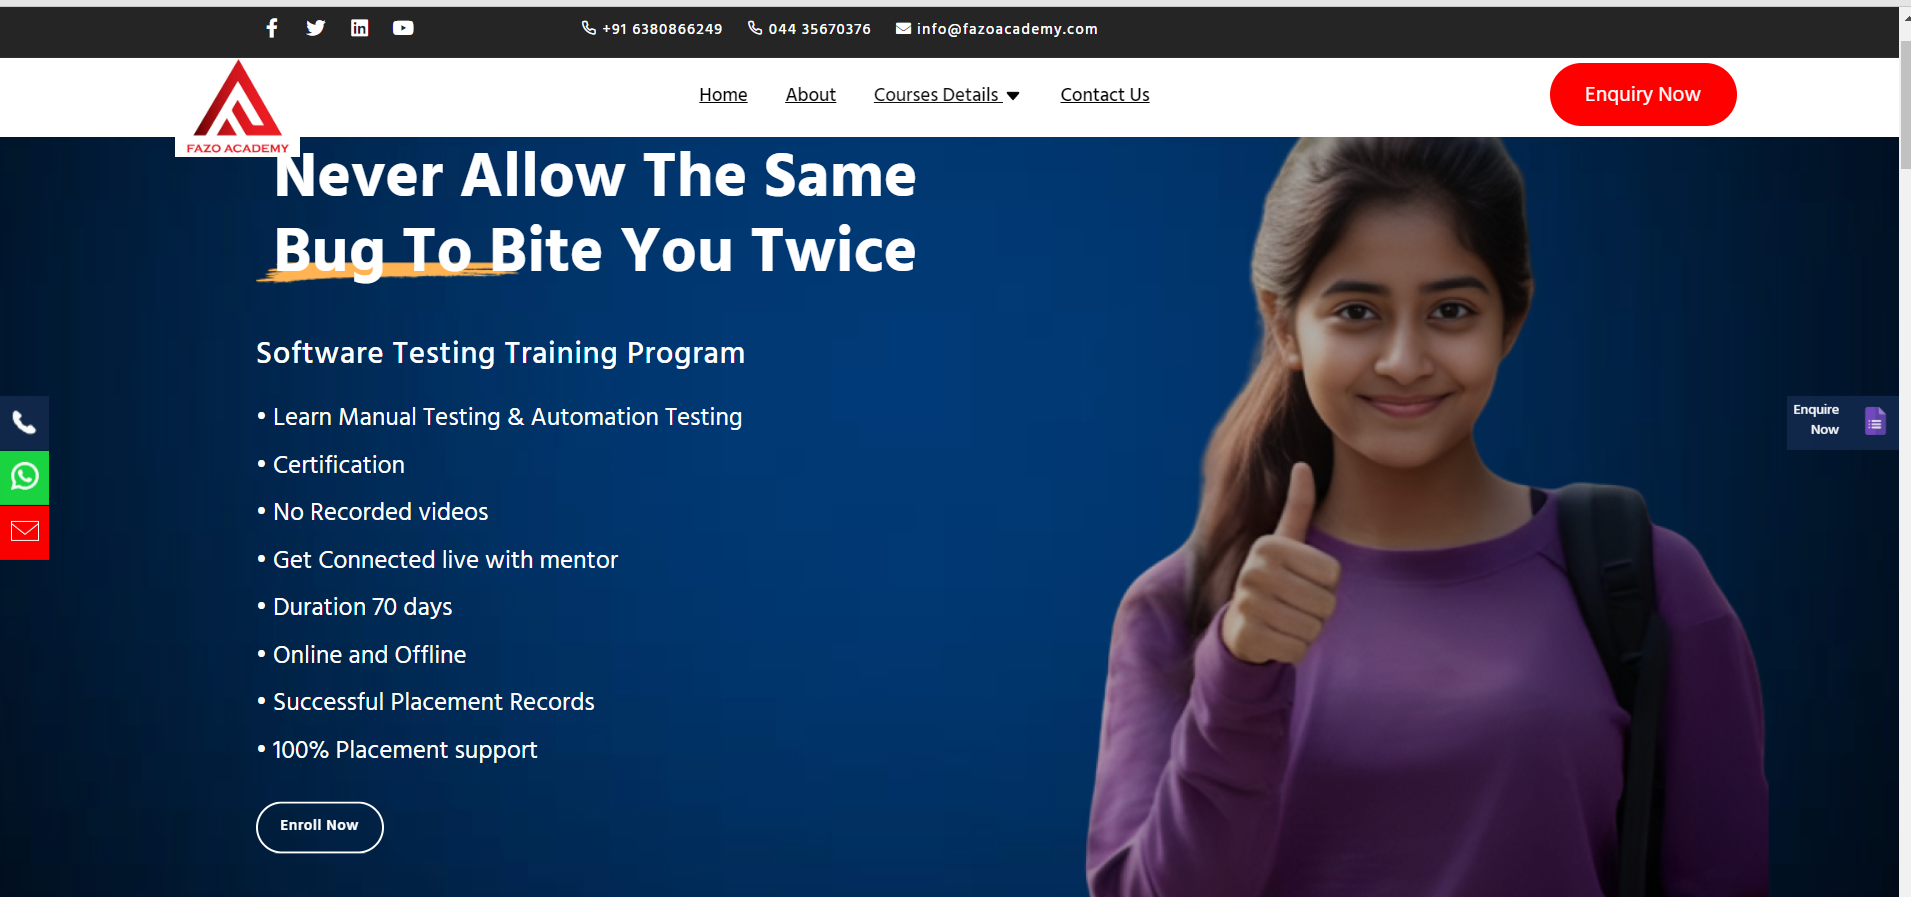 +91 6380866249 044 35670376 info@fazoacademy.com
FAZO ACADEMY
Home About Courses Details Contact Us
Enquiry Now
Never Allow The Same
Bug To Bite You Twice
Software Testing Training Program
• Learn Manual Testing & Automation Testing
• Certification
• No Recorded videos
• Get Connected live with mentor
• Duration 70 days
• Online and Offline
• Successful Placement Records
• 100% Placement support
Enroll Now
Enquire
Now